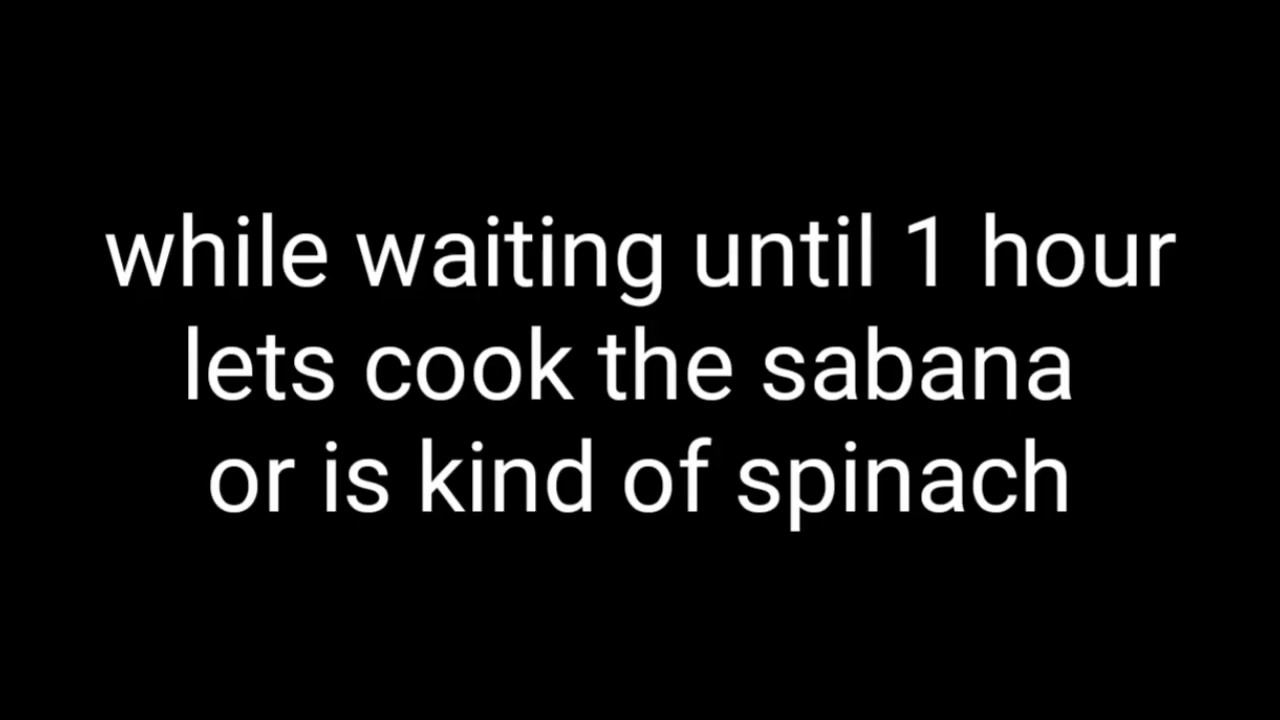 while waiting until 1 hour
lets cook the sabana
or is kind of spinach